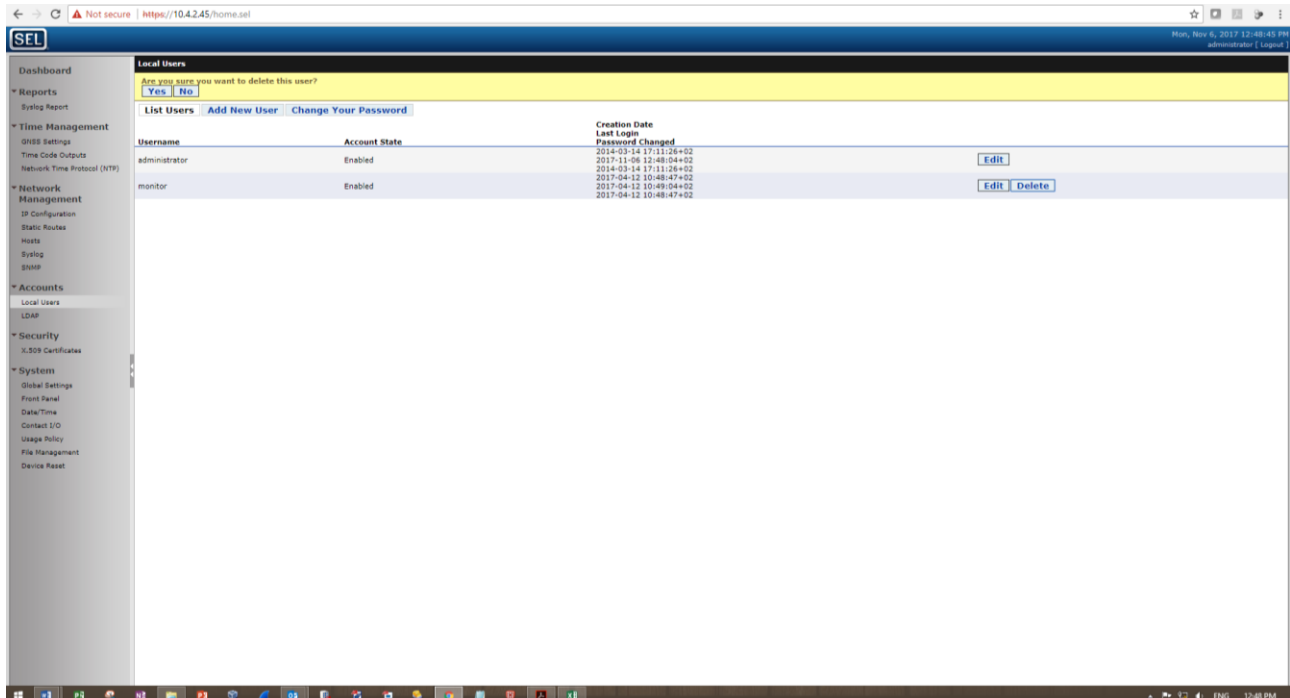 Not secure | https://10.4.2.45/home.sel
SEL
Mon, Nov 6, 2017 12:48:45 PM
administrator [ Logout ]
Dashboard
Reports
Syslog Report
Time Management
GNSS Settings
Time Code Outputs
Network Time Protocol (NTP)
Network Management
IP Configuration
Static Routes
Hosts
Syslog
SNMP
Accounts
Local Users
LDAP
Security
X.509 Certificates
System
Global Settings
Front Panel
Date/Time
Contact I/O
Usage Policy
File Management
Device Reset
Local Users
Are you sure you want to delete this user?
Yes No
List Users Add New User Change Your Password
Creation Date
Last Login
Username Account State Password Changed
2014-03-14 17:11:26+02
administrator Enabled 2017-11-06 12:48:04+02 Edit
2014-03-14 17:11:26+02
2017-04-12 10:48:47+02
monitor Enabled 2017-04-12 10:49:04+02 Edit Delete
2017-04-12 10:48:47+02
ENG 12:48 PM